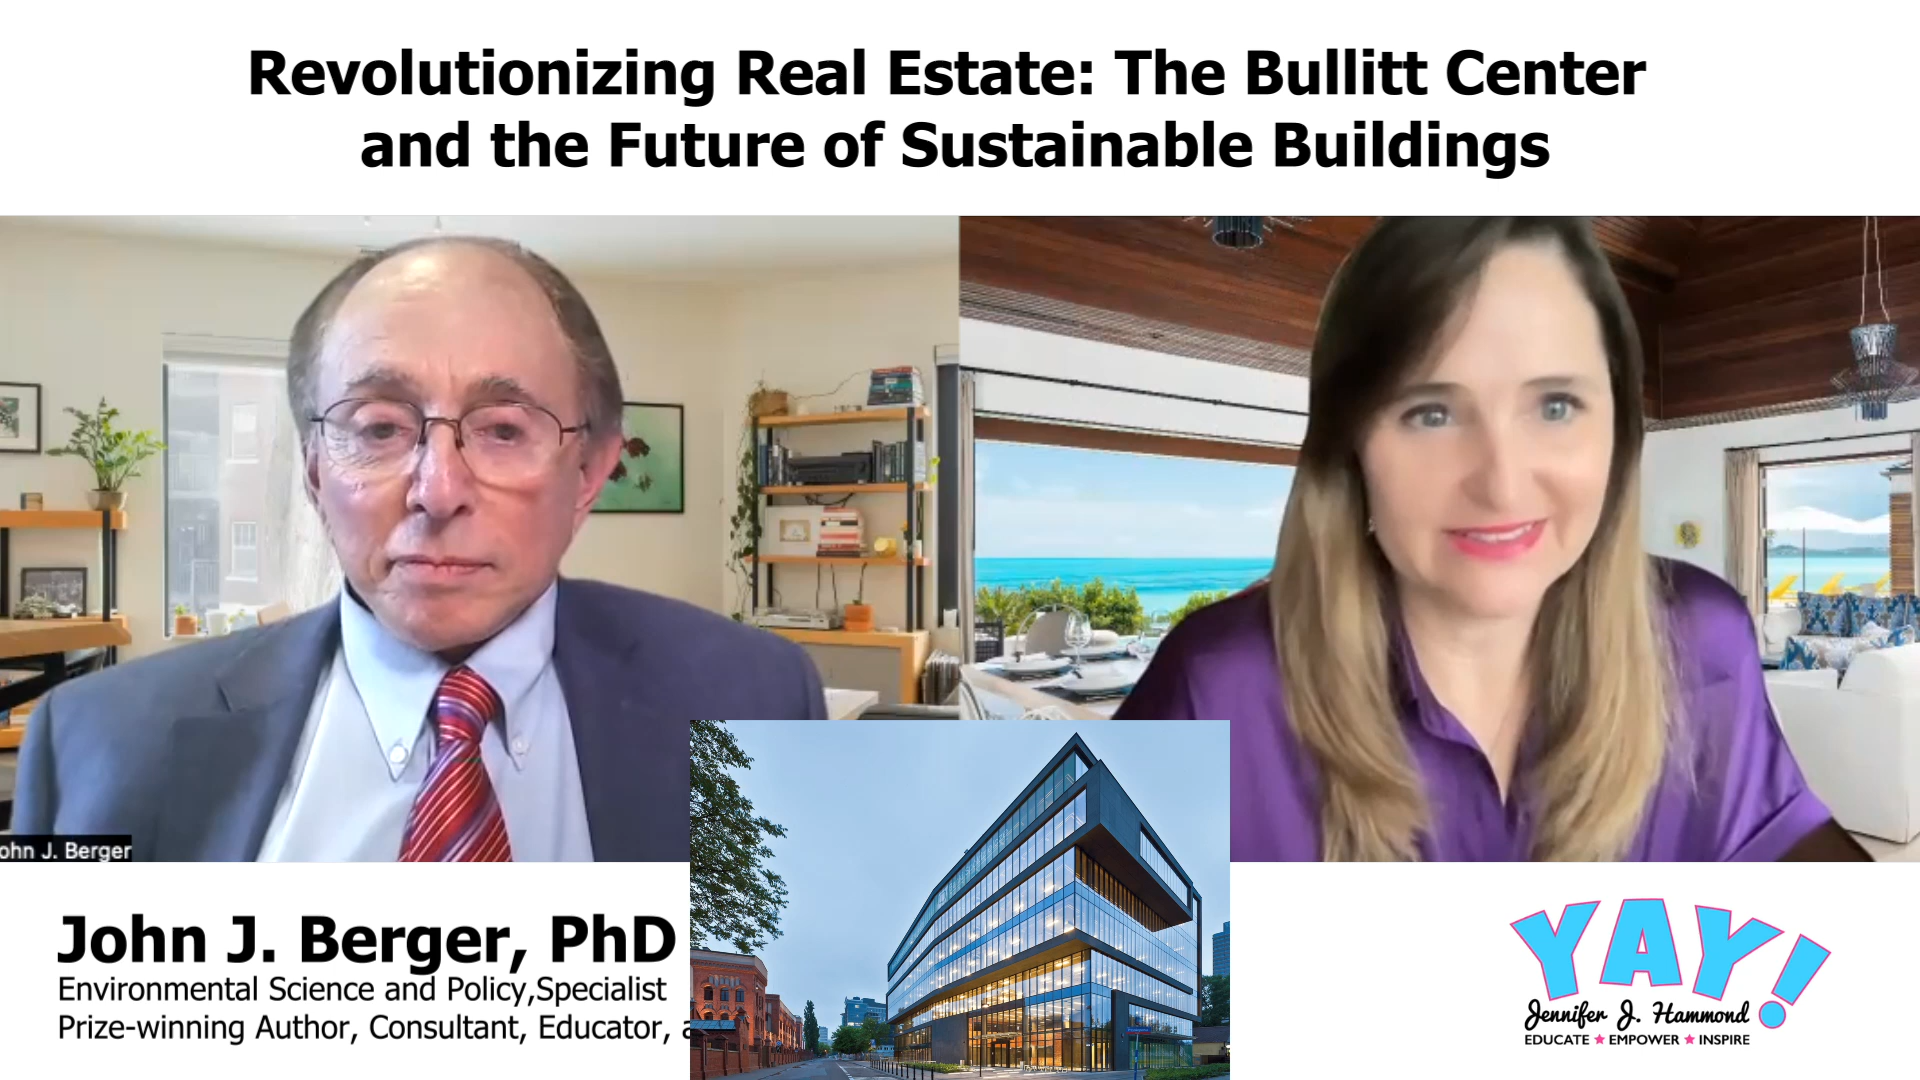 Revolutionizing Real Estate: The Bullitt Center
and the Future of Sustainable Buildings
ohn J. Berger
John J. Berger, PhD
Environmental Science and Policy,Specialist
Prize-winning Author, Consultant, Educator,
YAY!
Jennifer J. Hammond
EDUCATE ★ EMPOWER ★ INSPIRE